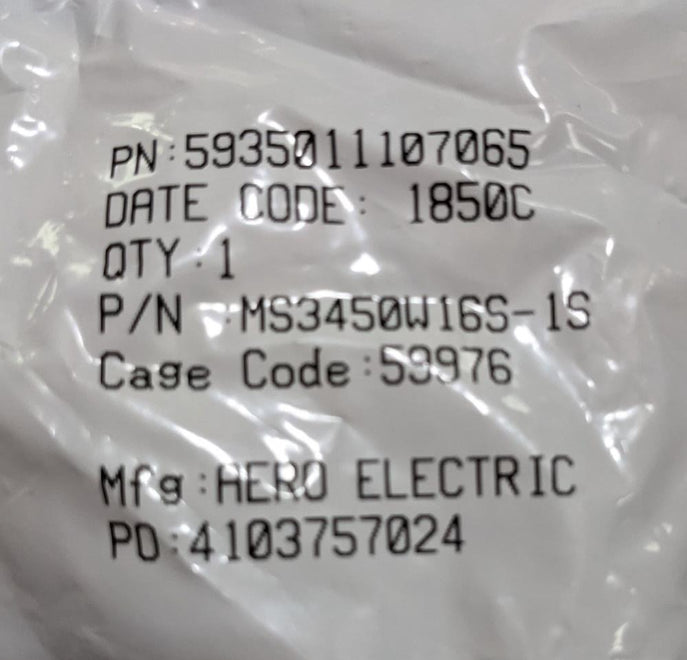 PN:5935011107065
DATE CODE: 1850C
QTY:1
P/N :MS3450W16S-1S
Cage Code:59976
Mfg:AERO ELECTRIC
PO:4103757024